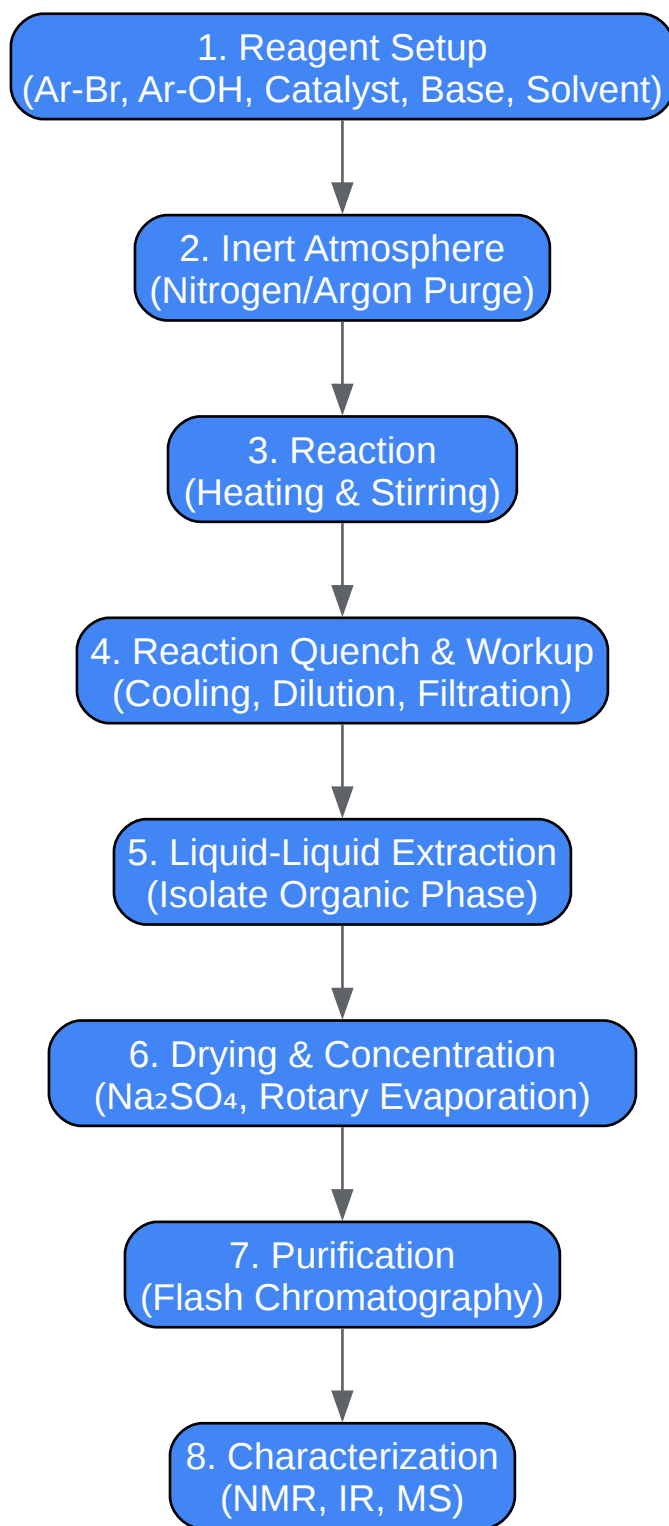 1. Reagent Setup
(Ar-Br, Ar-OH, Catalyst, Base, Solvent)
2. Inert Atmosphere
(Nitrogen/Argon Purge)
3. Reaction
(Heating & Stirring)
4. Reaction Quench & Workup
(Cooling, Dilution, Filtration)
5. Liquid-Liquid Extraction
(Isolate Organic Phase)
6. Drying & Concentration
(Na₂SO₄, Rotary Evaporation)
7. Purification
(Flash Chromatography)
8. Characterization
(NMR, IR, MS)